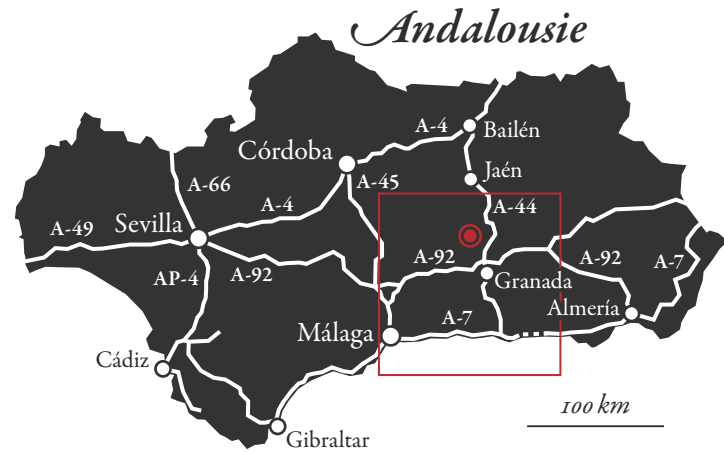 Andalousie
A-4
Bailén
Córdoba
Jaén
A-66
A-45
A-4
A-44
A-49
Sevilla
AP-4
A-92
A-92
A-92
A-7
Granada
Almería
Málaga
A-7
Cádiz
100 km
Gibraltar